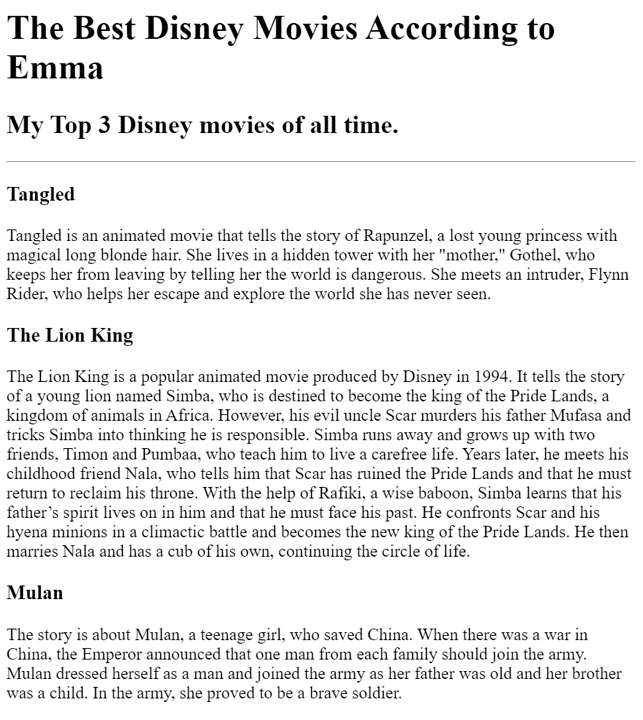 The Best Disney Movies According to
Emma
My Top 3 Disney movies of all time.
Tangled
Tangled is an animated movie that tells the story of Rapunzel, a lost young princess with
magical long blonde hair. She lives in a hidden tower with her "mother," Gothel, who
keeps her from leaving by telling her the world is dangerous. She meets an intruder, Flynn
Rider, who helps her escape and explore the world she has never seen.
The Lion King
The Lion King is a popular animated movie produced by Disney in 1994. It tells the story
of a young lion named Simba, who is destined to become the king of the Pride Lands, a
kingdom of animals in Africa. However, his evil uncle Scar murders his father Mufasa and
tricks Simba into thinking he is responsible. Simba runs away and grows up with two
friends, Timon and Pumbaa, who teach him to live a carefree life. Years later, he meets his
childhood friend Nala, who tells him that Scar has ruined the Pride Lands and that he must
return to reclaim his throne. With the help of Rafiki, a wise baboon, Simba learns that his
father’s spirit lives on in him and that he must face his past. He confronts Scar and his
hyena minions in a climactic battle and becomes the new king of the Pride Lands. He then
marries Nala and has a cub of his own, continuing the circle of life.
Mulan
The story is about Mulan, a teenage girl, who saved China. When there was a war in
China, the Emperor announced that one man from each family should join the army.
Mulan dressed herself as a man and joined the army as her father was old and her brother
was a child. In the army, she proved to be a brave soldier.